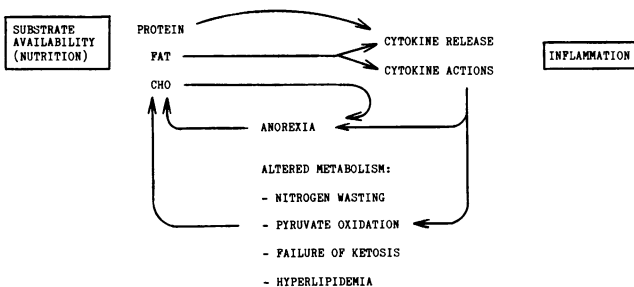 SUBSTRATE
AVAILABILITY
(NUTRITION)
PROTEIN
FAT
CHO
CYTOKINE RELEASE
CYTOKINE ACTIONS
INFLAMMATION
ANOREXIA
ALTERED METABOLISM:
- NITROGEN WASTING
- PYRUVATE OXIDATION
- FAILURE OF KETOSIS
- HYPERLIPIDEMIA